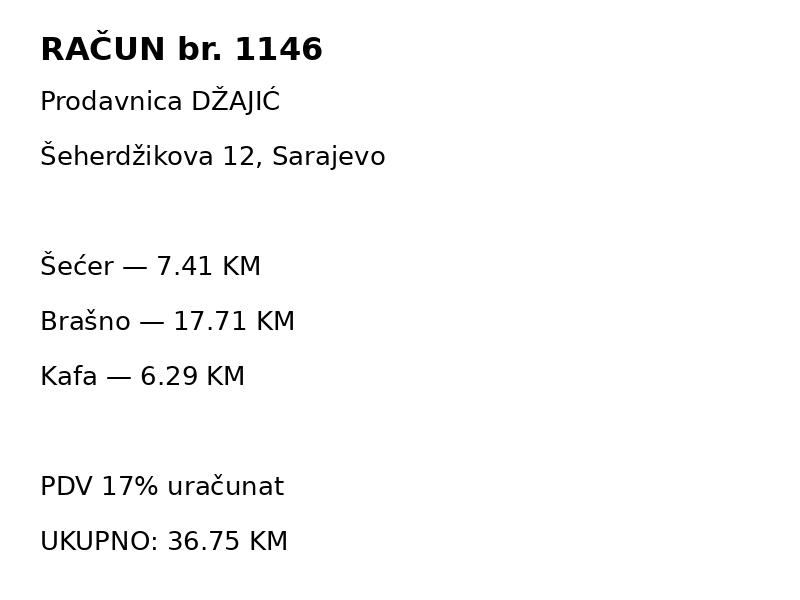 RAČUN br. 1146
Prodavnica DŽAJIĆ
Šeherdžikova 12, Sarajevo
Šećer — 7.41 KM
Brašno — 17.71 KM
Kafa — 6.29 KM
PDV 17% uračunat
UKUPNO: 36.75 KM